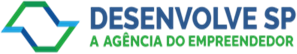 DESENVOLVE SP
A AGÊNCIA DO EMPREENDEDOR